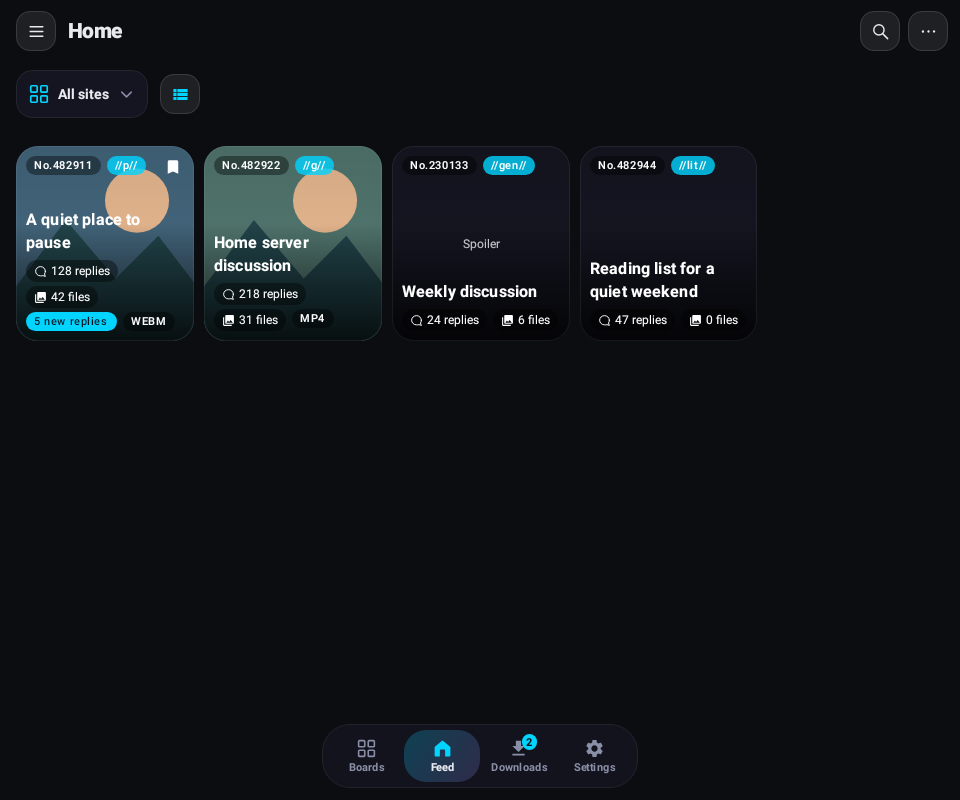 Home
All sites
No.482911
//p//
A quiet place to
pause
128 replies
42 files
5 new replies
WEBM
No.482922
//g//
Home server
discussion
218 replies
31 files
MP4
No.230133
//gen//
Spoiler
Weekly discussion
24 replies
6 files
No.482944
//lit//
Reading list for a
quiet weekend
47 replies
0 files
Boards
Feed
2
Downloads
Settings